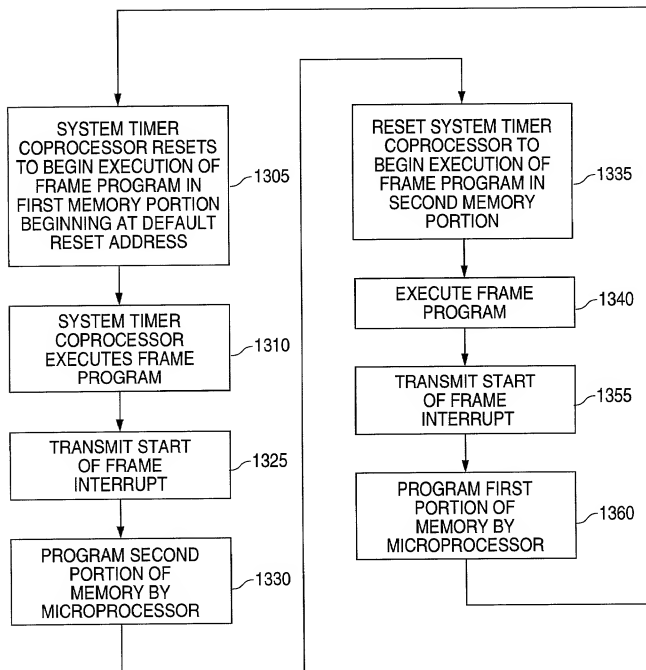 SYSTEM TIMER
COPROCESSOR RESETS
TO BEGIN EXECUTION OF
FRAME PROGRAM IN
FIRST MEMORY PORTION
BEGINNING AT DEFAULT
RESET ADDRESS
1305
SYSTEM TIMER
COPROCESSOR
EXECUTES FRAME
PROGRAM
1310
TRANSMIT START
OF FRAME
INTERRUPT
1325
PROGRAM SECOND
PORTION OF
MEMORY BY
MICROPROCESSOR
1330
RESET SYSTEM TIMER
COPROCESSOR TO
BEGIN EXECUTION OF
FRAME PROGRAM IN
SECOND MEMORY
PORTION
1335
EXECUTE FRAME
PROGRAM
1340
TRANSMIT START
OF FRAME
INTERRUPT
1355
PROGRAM FIRST
PORTION OF
MEMORY BY
MICROPROCESSOR
1360